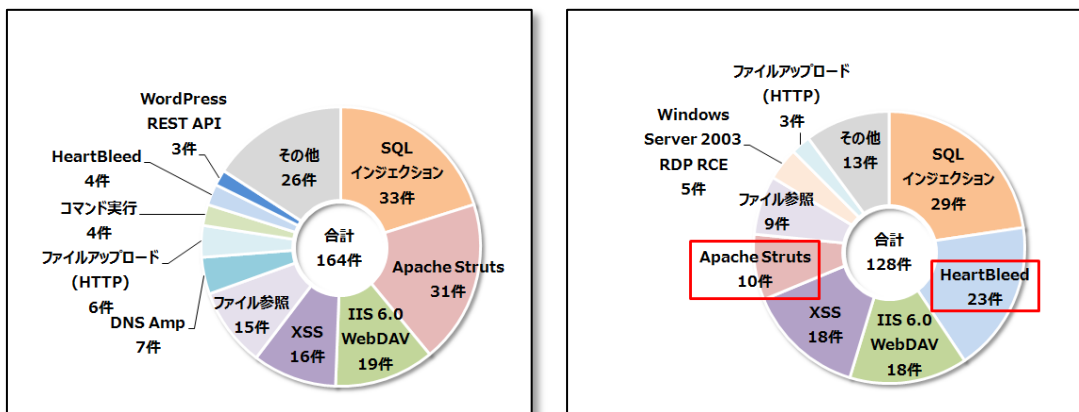 WordPress
REST API
3件
HeartBleed
4件
コマンド実行
4件
ファイルアップロード
(HTTP)
6件
DNS Amp
7件
ファイル参照
15件
XSS
16件
IIS 6.0
WebDAV
19件
Apache Struts
31件
SQL
インジェクション
33件
その他
26件
合計
164件
ファイルアップロード
(HTTP)
3件
Windows
Server 2003
RDP RCE
5件
ファイル参照
9件
Apache Struts
10件
XSS
18件
IIS 6.0
WebDAV
18件
HeartBleed
23件
SQL
インジェクション
29件
その他
13件
合計
128件